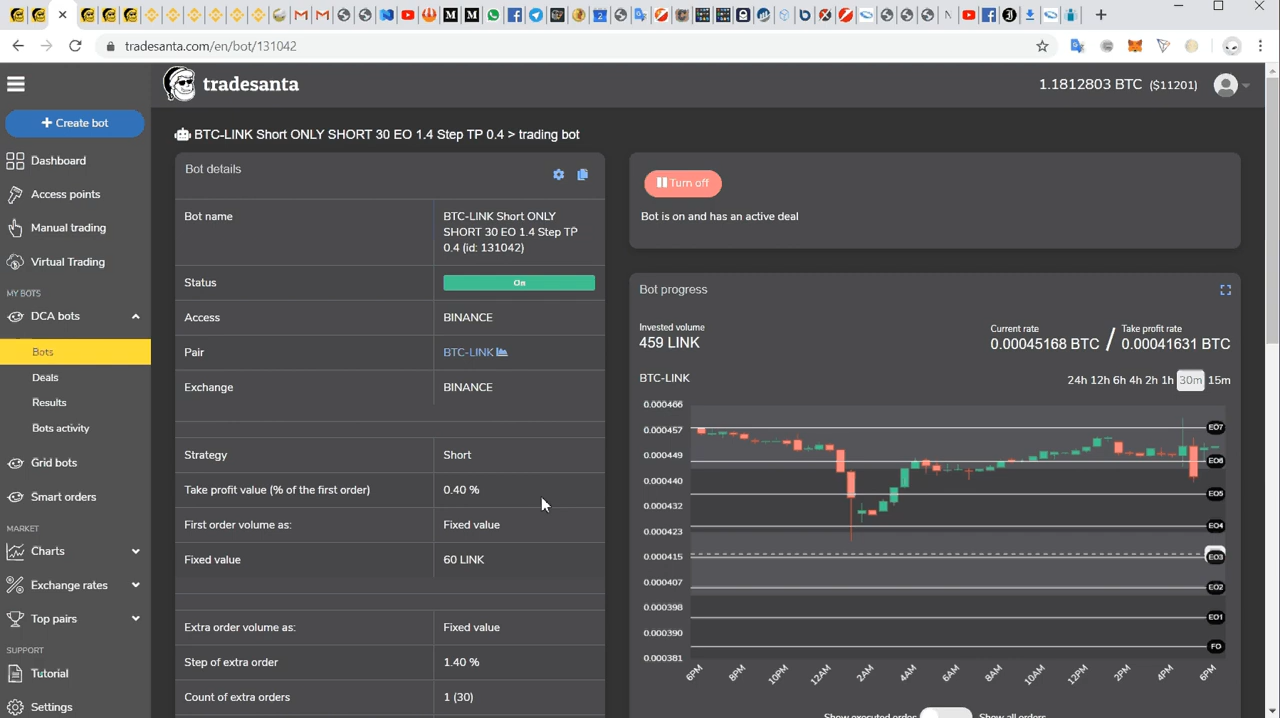 tradesanta.com/en/bot/131042
tradesanta
1.1812803 BTC ($11201)
+ Create bot
Dashboard
Access points
Manual trading
Virtual Trading
MY BOTS
DCA bots
Bots
Deals
Results
Bots activity
Grid bots
Smart orders
MARKET
Charts
Exchange rates
Top pairs
SUPPORT
Tutorial
Settings
BTC-LINK Short ONLY SHORT 30 EO 1.4 Step TP 0.4 > trading bot
Bot details
Bot name
BTC-LINK Short ONLY
SHORT 30 EO 1.4 Step TP
0.4 (id: 131042)
Status
On
Access
BINANCE
Pair
BTC-LINK
Exchange
BINANCE
Strategy
Short
Take profit value (% of the first order)
0.40 %
First order volume as:
Fixed value
Fixed value
60 LINK
Extra order volume as:
Fixed value
Step of extra order
1.40 %
Count of extra orders
1 (30)
Turn off
Bot is on and has an active deal
Bot progress
Invested volume
459 LINK
Current rate
0.00045168 BTC
/
Take profit rate
0.00041631 BTC
BTC-LINK
24h 12h 6h 4h 2h 1h 30m 15m
0.000466
0.000457
0.000449
0.000440
0.000432
0.000423
0.000415
0.000407
0.000398
0.000390
0.000381
EO7
EO6
EO5
EO4
EO3
EO2
EO1
FO
6PM 8PM 10PM 12AM 2AM 4AM 6AM 8AM 10AM 12PM 2PM 4PM 6PM
Show executed order
Show all orders